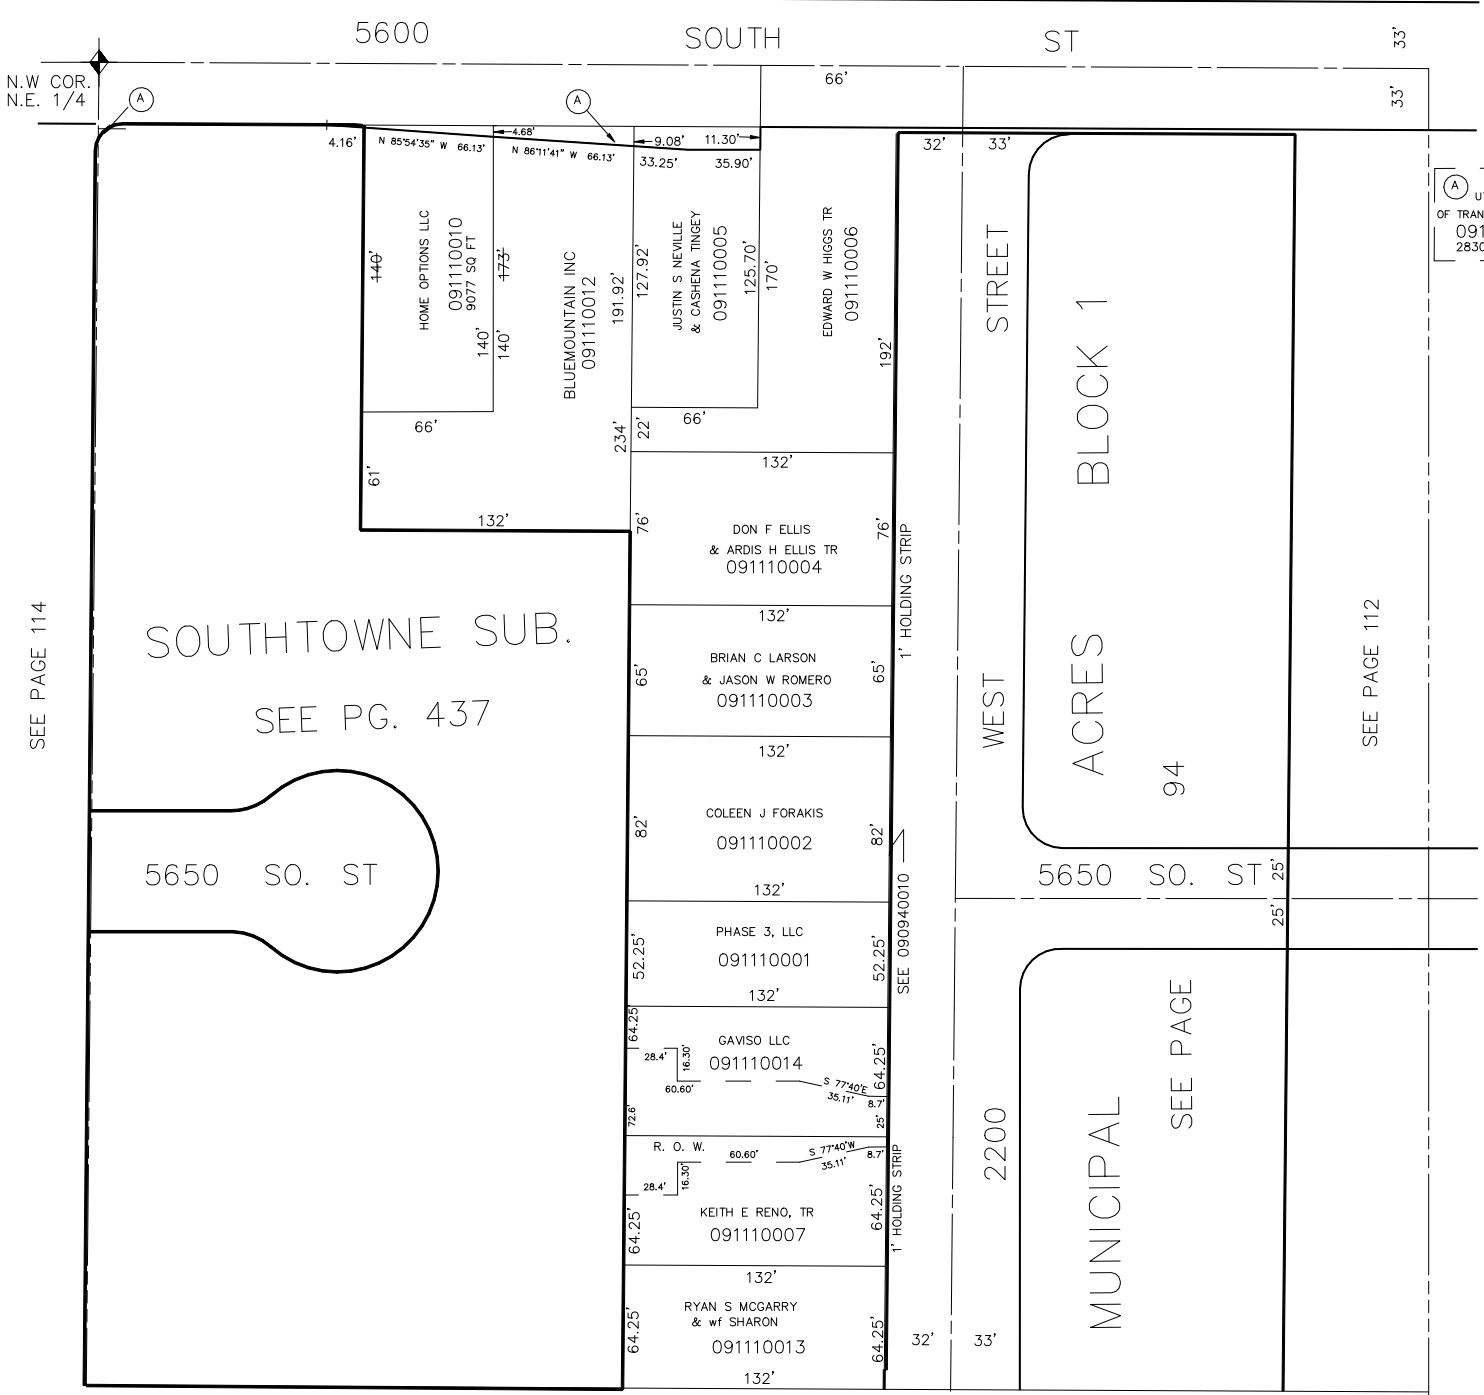 5600 SOUTH ST
33'
N.W COR.
N.E. 1/4
A
66'
33'
A
4.16'
N 85°54'35" W 66.13'
4.68'
N 86°11'41" W 66.13'
9.08'
11.30'
33.25'
35.90'
32'
33'
A
OF TRAN
091
2830
140'
HOME OPTIONS LLC
091110010
9077 SQ FT
173'
140'
140'
66'
61'
BLUEMOUNTAIN INC
091110012
191.92'
234'
132'
127.92'
JUSTIN S NEVILLE
& CASHENA TINGEY
091110005
125.70'
170'
66'
22'
EDWARD W HIGGS TR
091110006
192'
132'
76'
DON F ELLIS
& ARDIS H ELLIS TR
091110004
76'
132'
65'
BRIAN C LARSON
& JASON W ROMERO
091110003
65'
132'
82'
COLEEN J FORAKIS
091110002
82'
132'
52.25'
PHASE 3, LLC
091110001
52.25'
132'
64.25'
GAVISO LLC
091110014
64.25'
28.4'
16.30'
60.60'
S 77°40'E
35.11'
8.7'
72.6'
25'
R. O. W.
60.60'
S 77°40'W
35.11'
8.7'
28.4'
16.30'
64.25'
KEITH E RENO, TR
091110007
64.25'
132'
64.25'
RYAN S MCGARRY
& wf SHARON
091110013
64.25'
132'
SEE PAGE 114
SOUTHTOWNE SUB.
SEE PG. 437
5650 SO. ST
1' HOLDING STRIP
SEE 090940010
1' HOLDING STRIP
2200 WEST STREET
32'
33'
MUNICIPAL ACRES BLOCK 1
SEE PAGE 94
5650 SO. ST
25'
25'
SEE PAGE 112